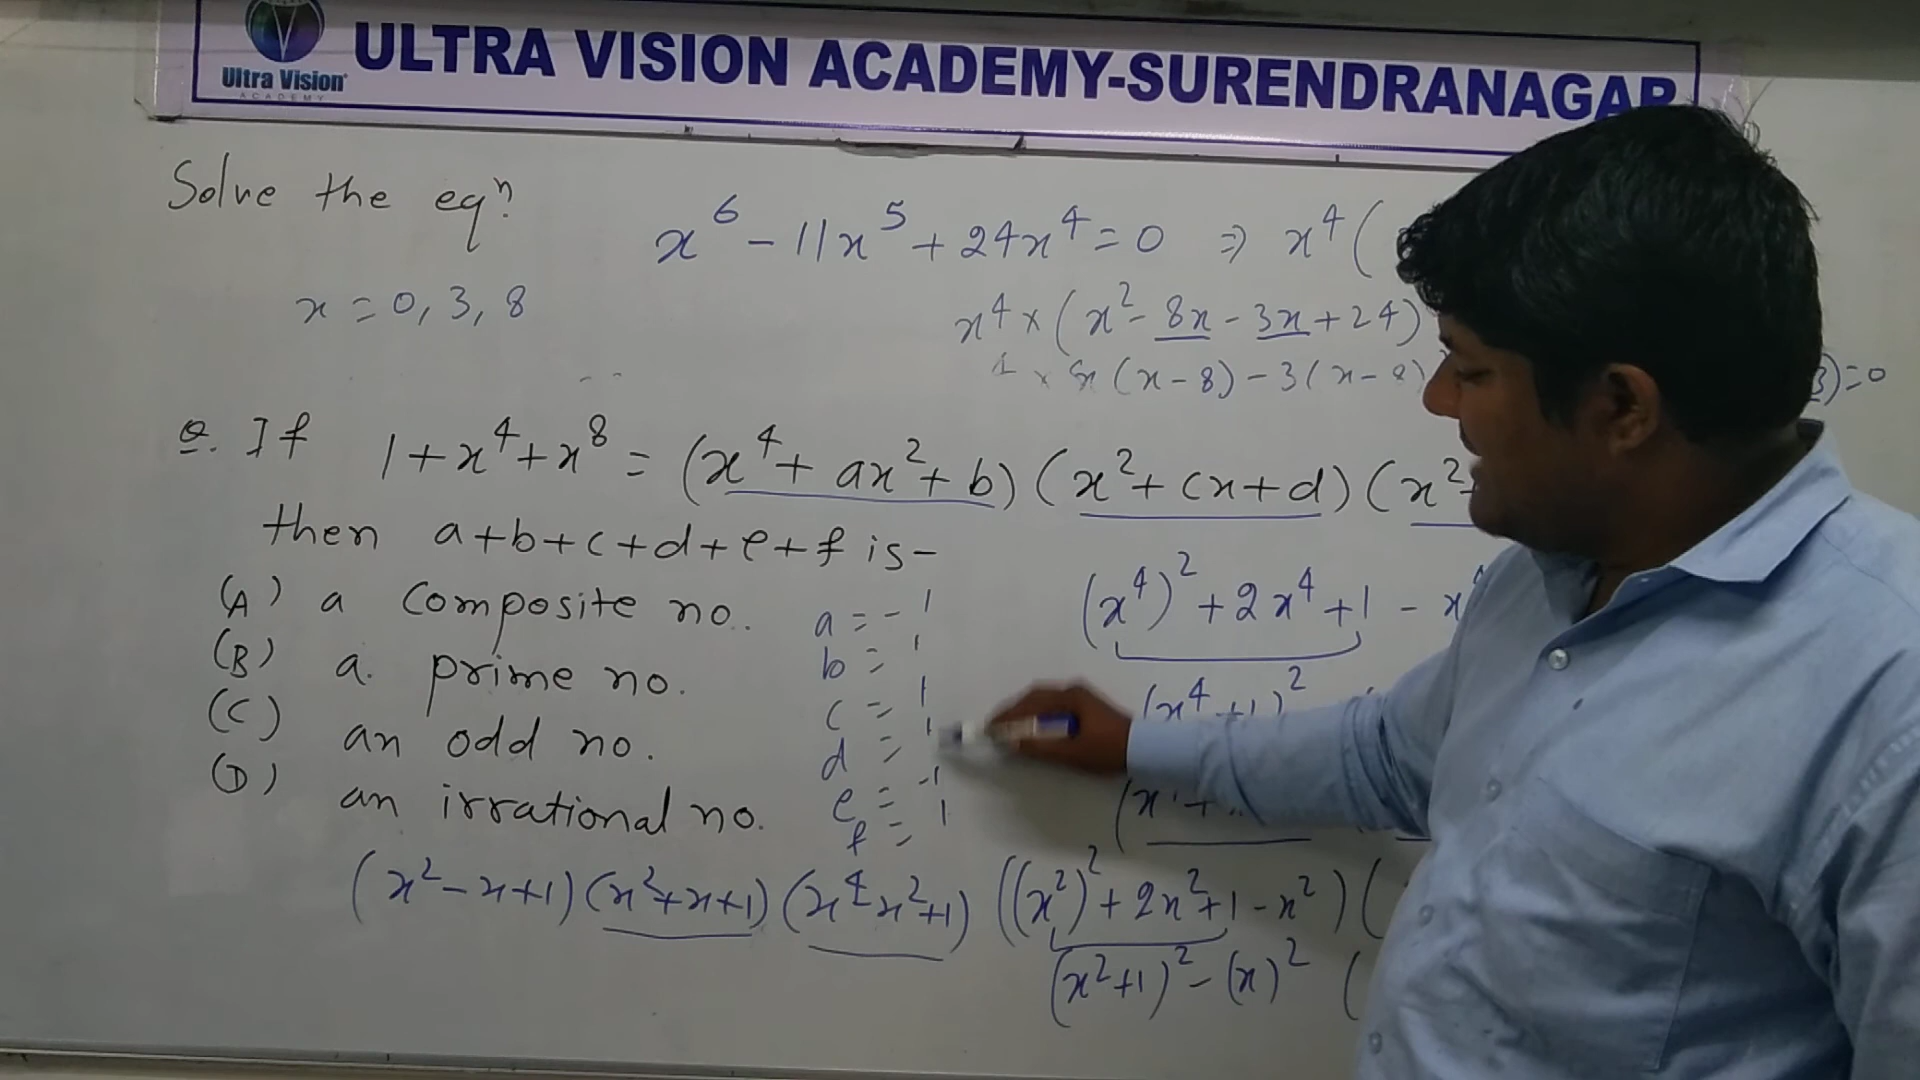 Ultra Vision
ACADEMY
ULTRA VISION ACADEMY-SURENDRANAGAR
Solve the eqⁿ
x⁶ - 11x⁵ + 24x⁴ = 0 ⇒ x⁴ (
x = 0, 3, 8
x⁴ × (x² - 8x - 3x + 24)
(x - 8) - 3(x - 8)
3) = 0
Q. If 1 + x⁴ + x⁸ = (x⁴ + ax² + b) (x² + cx + d) (x² +
then a + b + c + d + e + f is -
(x⁴)² + 2x⁴ + 1 - x⁴
(A) a composite no.
a = - 1
(B) a prime no.
b = 1
(x⁴ + 1)²
(C) an odd no.
c = 1
d = 1
(D) an irrational no.
e = -1
f = 1
(x² - x + 1) (x² + x + 1) (x⁴ - x² + 1)
((x²)² + 2x² + 1 - x²) (
(x² + 1)² - (x)² (